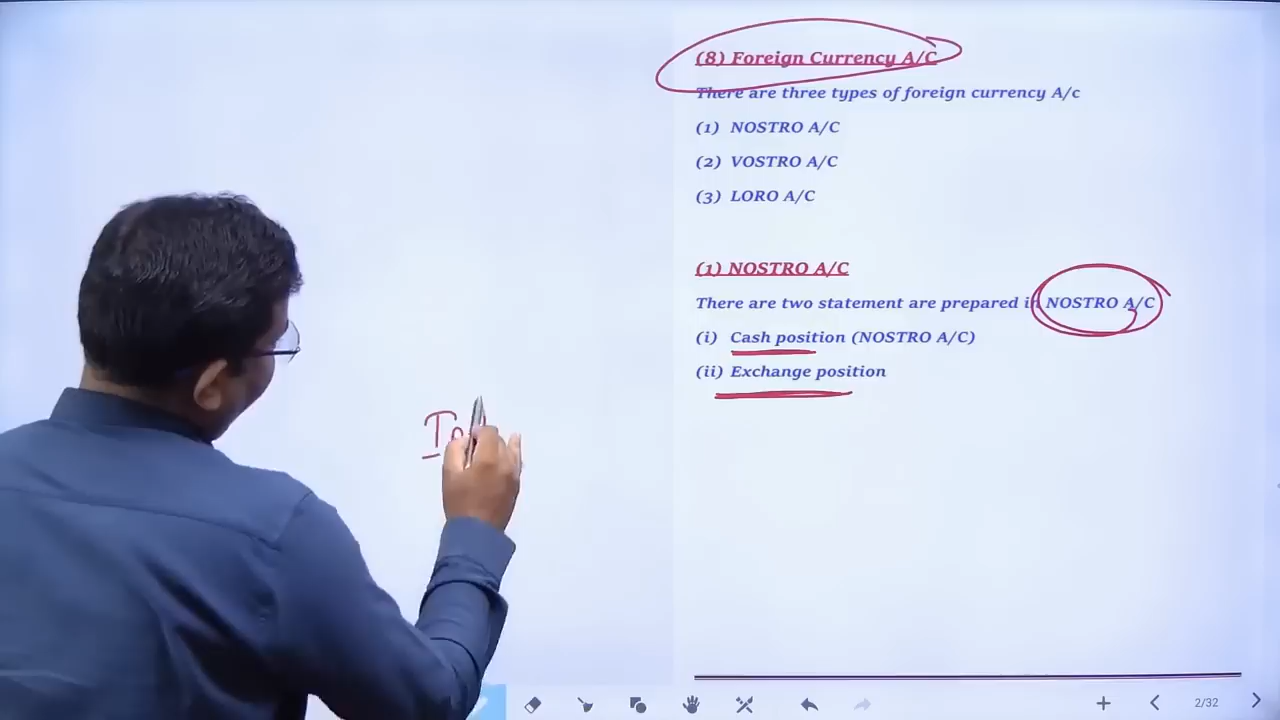 (8) Foreign Currency A/C
There are three types of foreign currency A/c
(1) NOSTRO A/C
(2) VOSTRO A/C
(3) LORO A/C
(1) NOSTRO A/C
There are two statement are prepared in NOSTRO A/C
(i) Cash position (NOSTRO A/C)
(ii) Exchange position
2/32